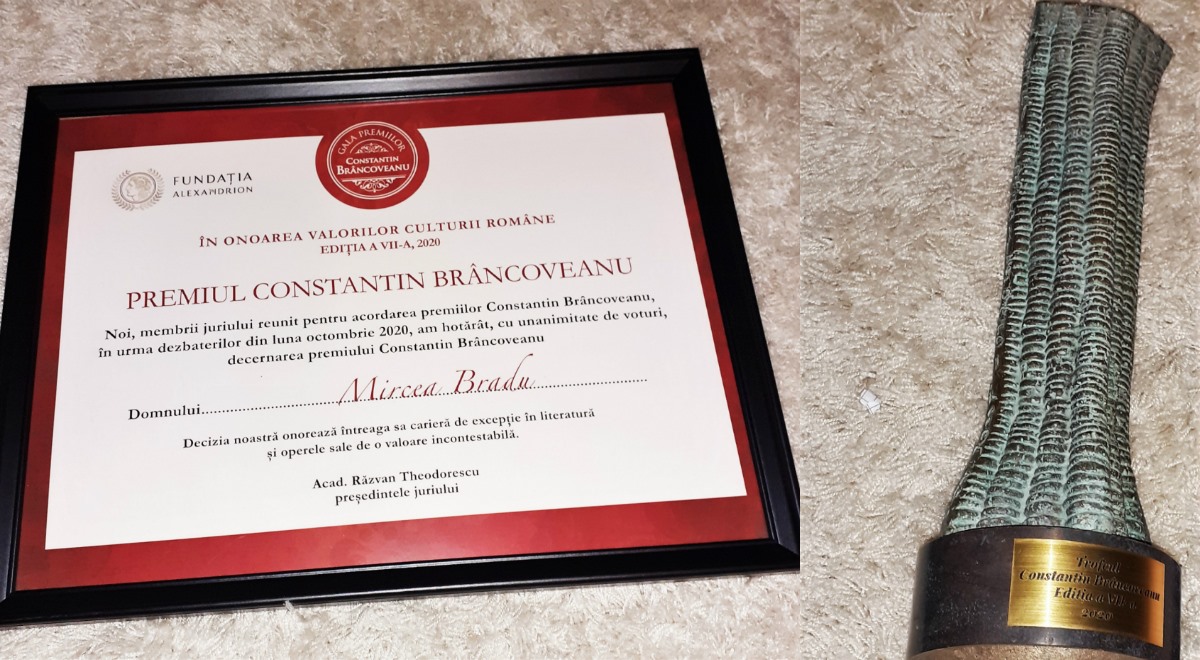 GALA PREMIILOR
CONSTANTIN
BRÂNCOVEANU
FUNDAȚIA
ALEXANDRION
ÎN ONOAREA VALORILOR CULTURII ROMÂNE
EDIȚIA A VII-A, 2020
PREMIUL CONSTANTIN BRÂNCOVEANU
Noi, membrii juriului reunit pentru acordarea premiilor Constantin Brâncoveanu,
în urma dezbaterilor din luna octombrie 2020, am hotărât, cu unanimitate de voturi,
decernarea premiului Constantin Brâncoveanu
Domnului Mircea Bradu
Decizia noastră onorează întreaga sa carieră de excepție în literatură
și operele sale de o valoare incontestabilă.
Acad. Răzvan Theodorescu
președintele juriului
Trofeul
Constantin Brâncoveanu
Editia a VII-a
2020